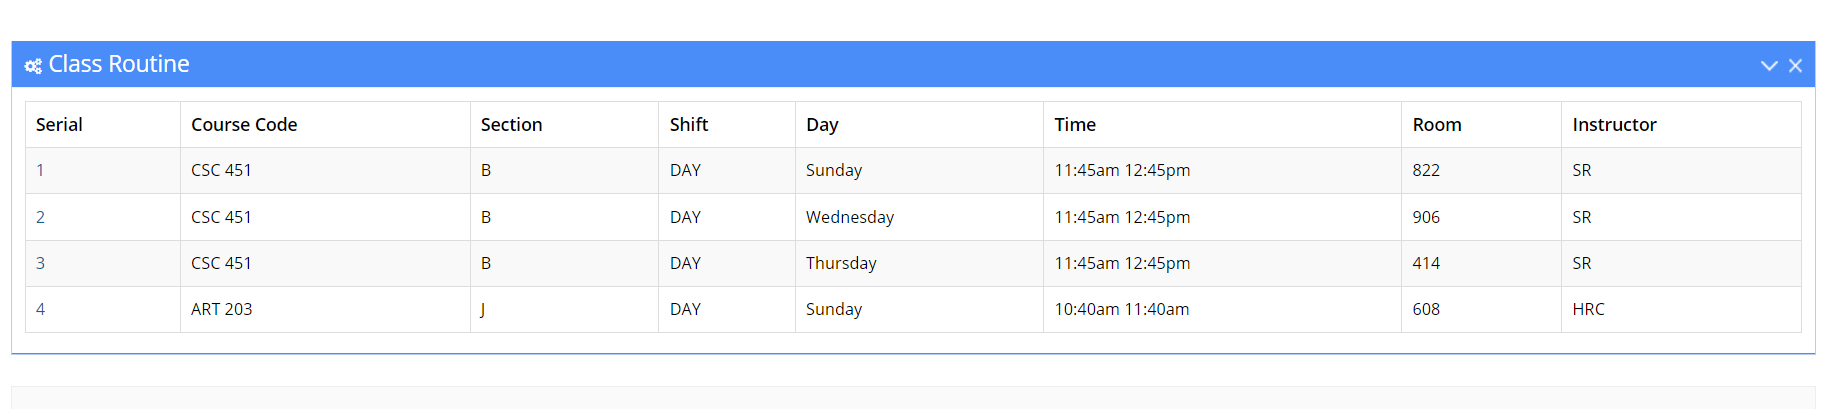 Class Routine
Serial Course Code Section Shift Day Time Room Instructor
1 CSC 451 B DAY Sunday 11:45am 12:45pm 822 SR
2 CSC 451 B DAY Wednesday 11:45am 12:45pm 906 SR
3 CSC 451 B DAY Thursday 11:45am 12:45pm 414 SR
4 ART 203 J DAY Sunday 10:40am 11:40am 608 HRC